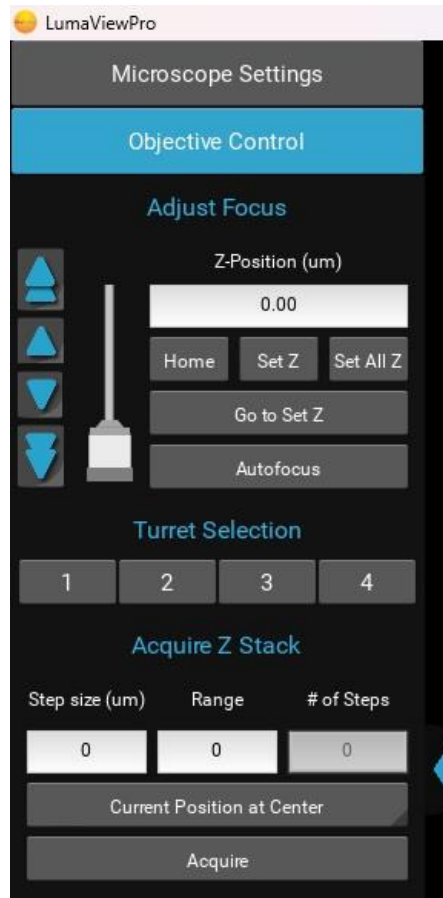 LumaViewPro
Microscope Settings
Objective Control
Adjust Focus
Z-Position (um)
0.00
Home Set Z Set All Z
Go to Set Z
Autofocus
Turret Selection
1 2 3 4
Acquire Z Stack
Step size (um) Range # of Steps
0 0 0
Current Position at Center
Acquire